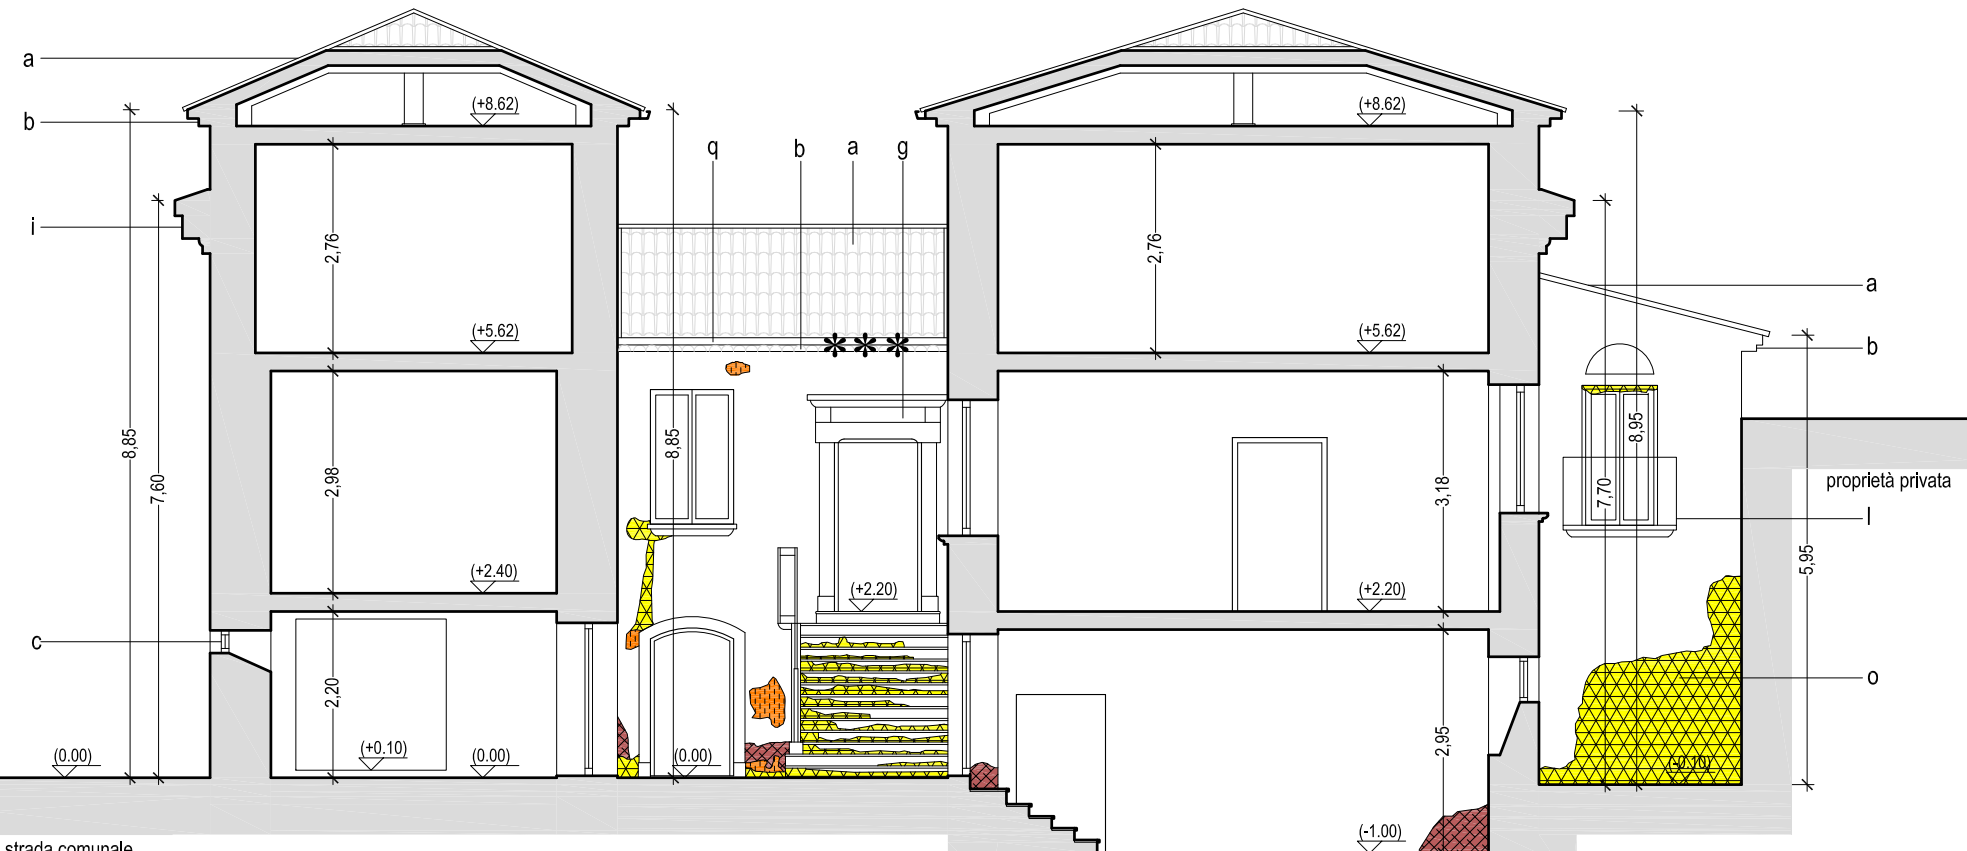 a
(+8.62)
(+8.62)
b
q
b
a
g
i
2,76
2,76
a
(+5.62)
(+5.62)
b
8,85
7,60
8,85
2,98
3,18
7,70
8,95
proprietà privata
l
5,95
(+2.40)
(+2.20)
(+2.20)
c
2,20
2,95
o
(0.00)
(+0.10)
(0.00)
(0.00)
(-0.10)
(-1.00)
strada comunale